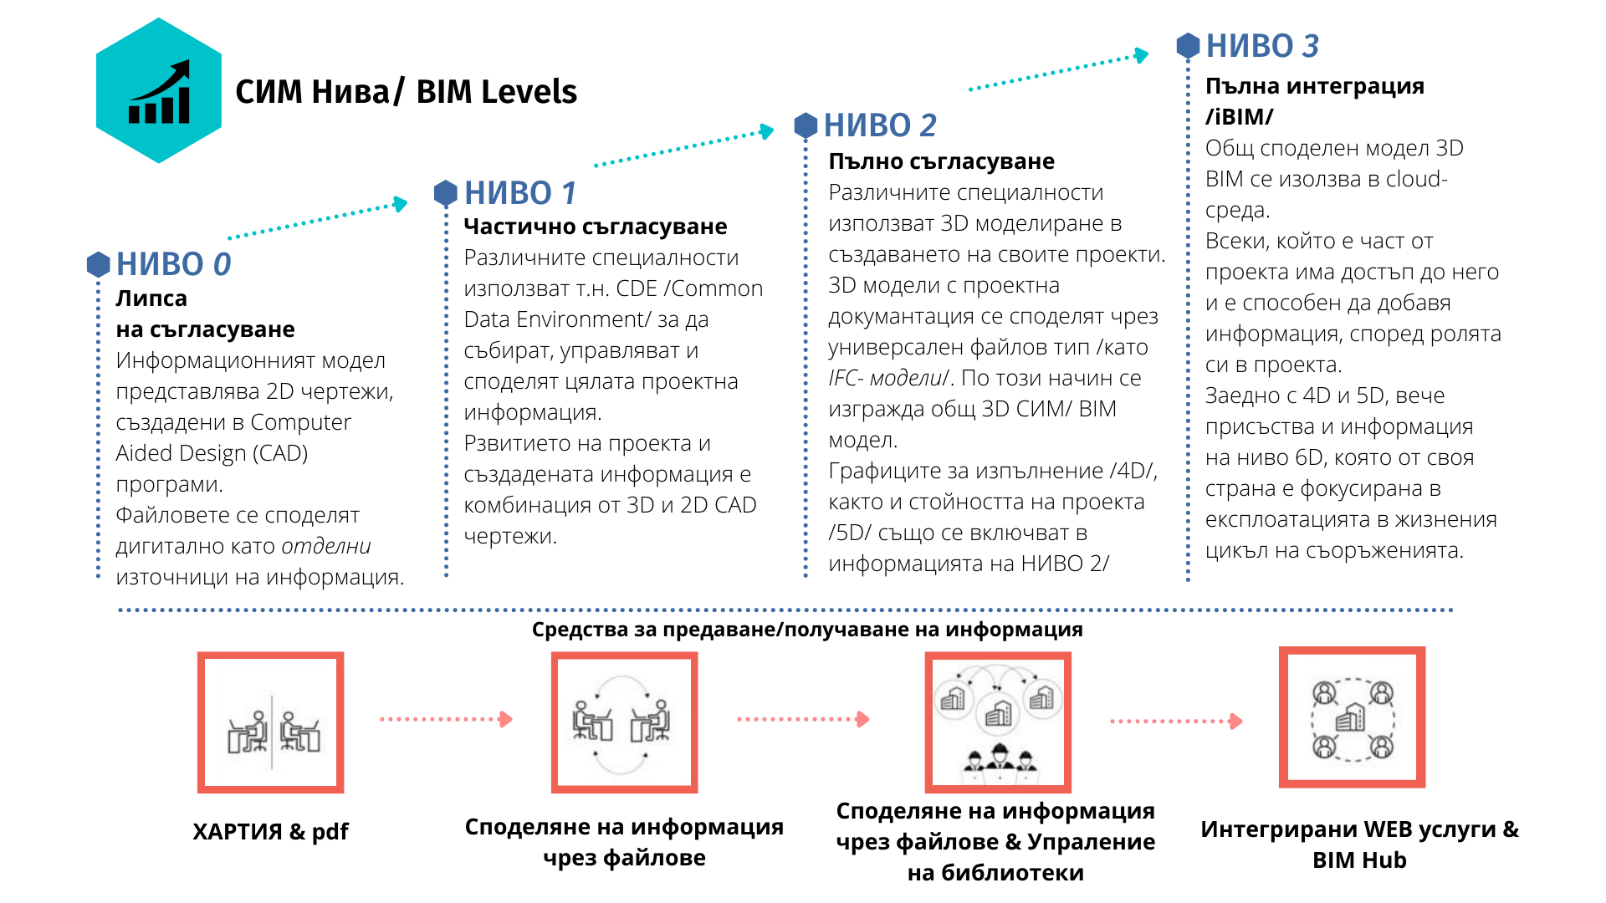 СИМ Нива/ BIM Levels
НИВО 0
Липса
на съгласуване
Информационният модел
представлява 2D чертежи,
създадени в Computer
Aided Design (CAD)
програми.
Файловете се споделят
дигитално като отделни
източници на информация.
НИВО 1
Частично съгласуване
Различните специалности
използват т.н. CDE /Common
Data Environment/ за да
събират, управляват и
споделят цялата проектна
информация.
Рзвитието на проекта и
създадената информация е
комбинация от 3D и 2D CAD
чертежи.
НИВО 2
Пълно съгласуване
Различните специалности
използват 3D моделиране в
създаването на своите проекти.
3D модели с проектна
докумантация се споделят чрез
универсален файлов тип /като
IFC- модели/. По този начин се
изгражда общ 3D СИМ/ BIM
модел.
Графиците за изпълнение /4D/,
както и стойността на проекта
/5D/ също се включват в
информацията на НИВО 2/
НИВО 3
Пълна интеграция
/iBIM/
Общ споделен модел 3D
BIM се изолзва в cloud-
среда.
Всеки, който е част от
проекта има достъп до него
и е способен да добавя
информация, според ролята
си в проекта.
Заедно с 4D и 5D, вече
присъства и информация
на ниво 6D, която от своя
страна е фокусирана в
експлоатацията в жизнения
цикъл на съоръженията.
Средства за предаване/получаване на информация
ХАРТИЯ & pdf
Споделяне на информация
чрез файлове
Споделяне на информация
чрез файлове & Упраление
на библиотеки
Интегрирани WEB услуги &
BIM Hub